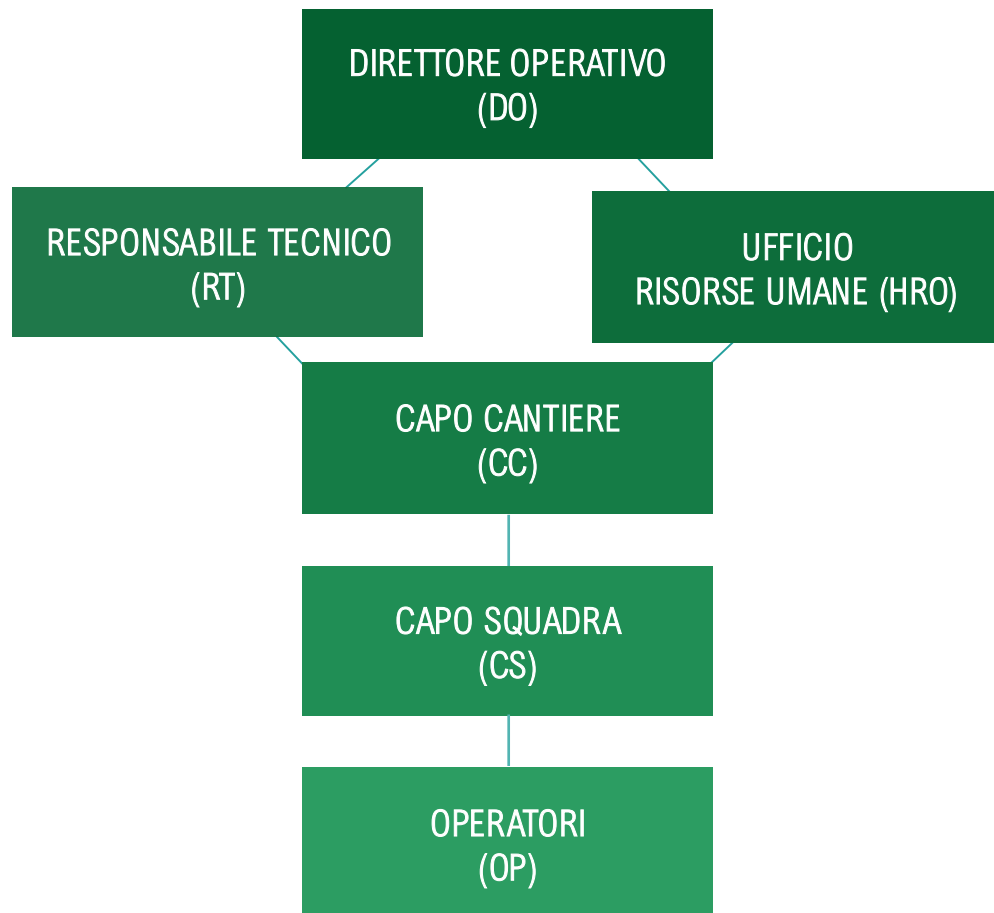 DIRETTORE OPERATIVO
(DO)
RESPONSABILE TECNICO
(RT)
UFFICIO
RISORSE UMANE (HRO)
CAPO CANTIERE
(CC)
CAPO SQUADRA
(CS)
OPERATORI
(OP)